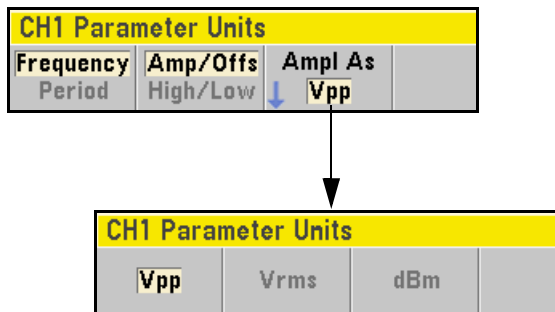 CH1 Parameter Units
Frequency Amp/Offs Ampl As
Period High/Low Vpp
CH1 Parameter Units
Vpp Vrms dBm